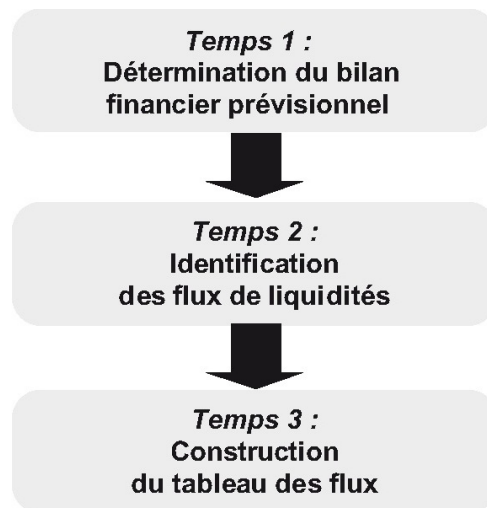 Temps 1 :
Détermination du bilan
financier prévisionnel
Temps 2 :
Identification
des flux de liquidités
Temps 3 :
Construction
du tableau des flux